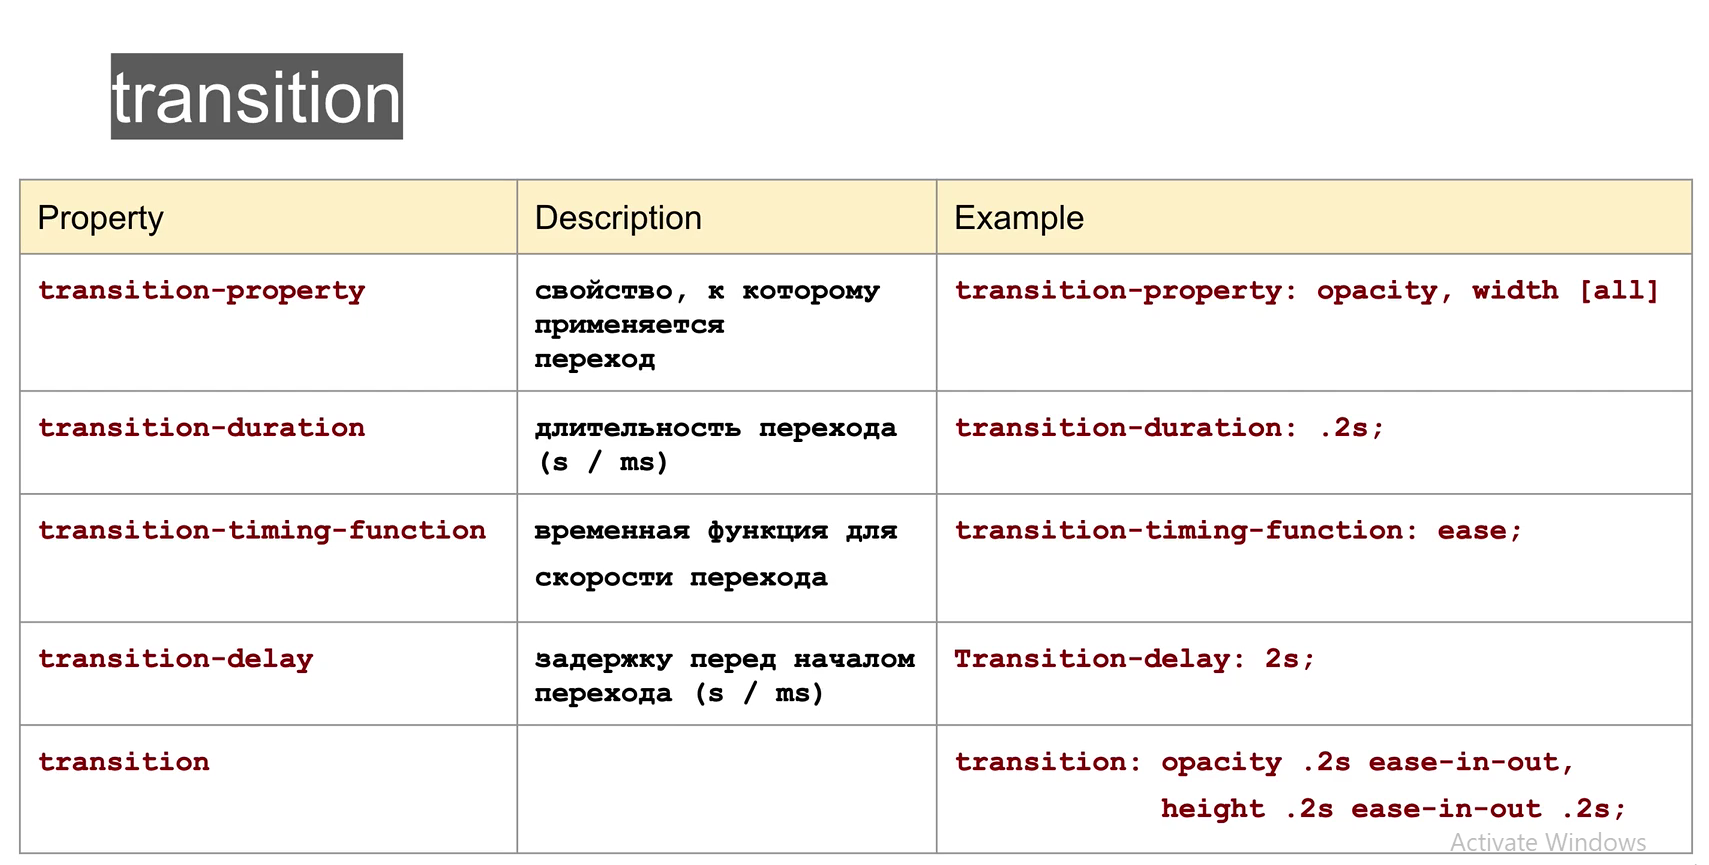 transition
Property Description Example
transition-property свойство, к которому transition-property: opacity, width [all]
применяется
переход
transition-duration длительность перехода transition-duration: .2s;
(s / ms)
transition-timing-function временная функция для transition-timing-function: ease;
скорости перехода
transition-delay задержку перед началом Transition-delay: 2s;
перехода (s / ms)
transition transition: opacity .2s ease-in-out,
height .2s ease-in-out .2s;
Activate Windows